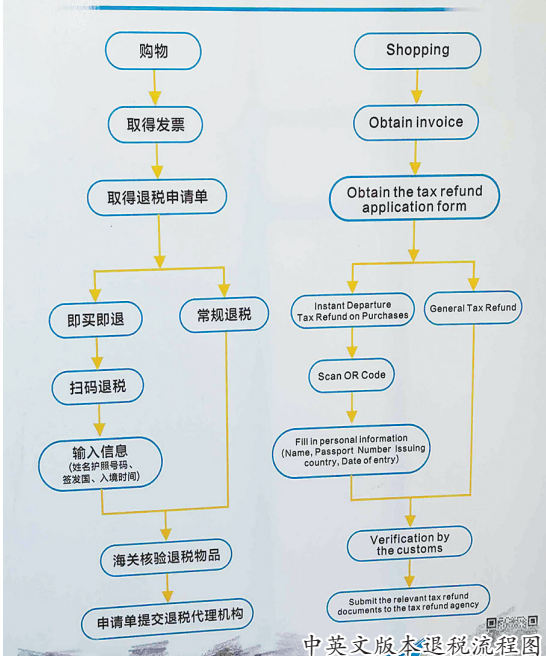 购物
取得发票
取得退税申请单
即买即退
常规退税
扫码退税
输入信息
(姓名护照号码、
签发国、入境时间)
海关核验退税物品
申请单提交退税代理机构
Shopping
Obtain invoice
Obtain the tax refund
application form
Instant Departure
Tax Refund on Purchases
General Tax Refund
Scan OR Code
Fill in personal information
(Name, Passport Number issuing
country, Date of entry)
Verification by
the customs
Submit the relevant tax refund
documents to the tax refund agency
中英文版本退税流程图